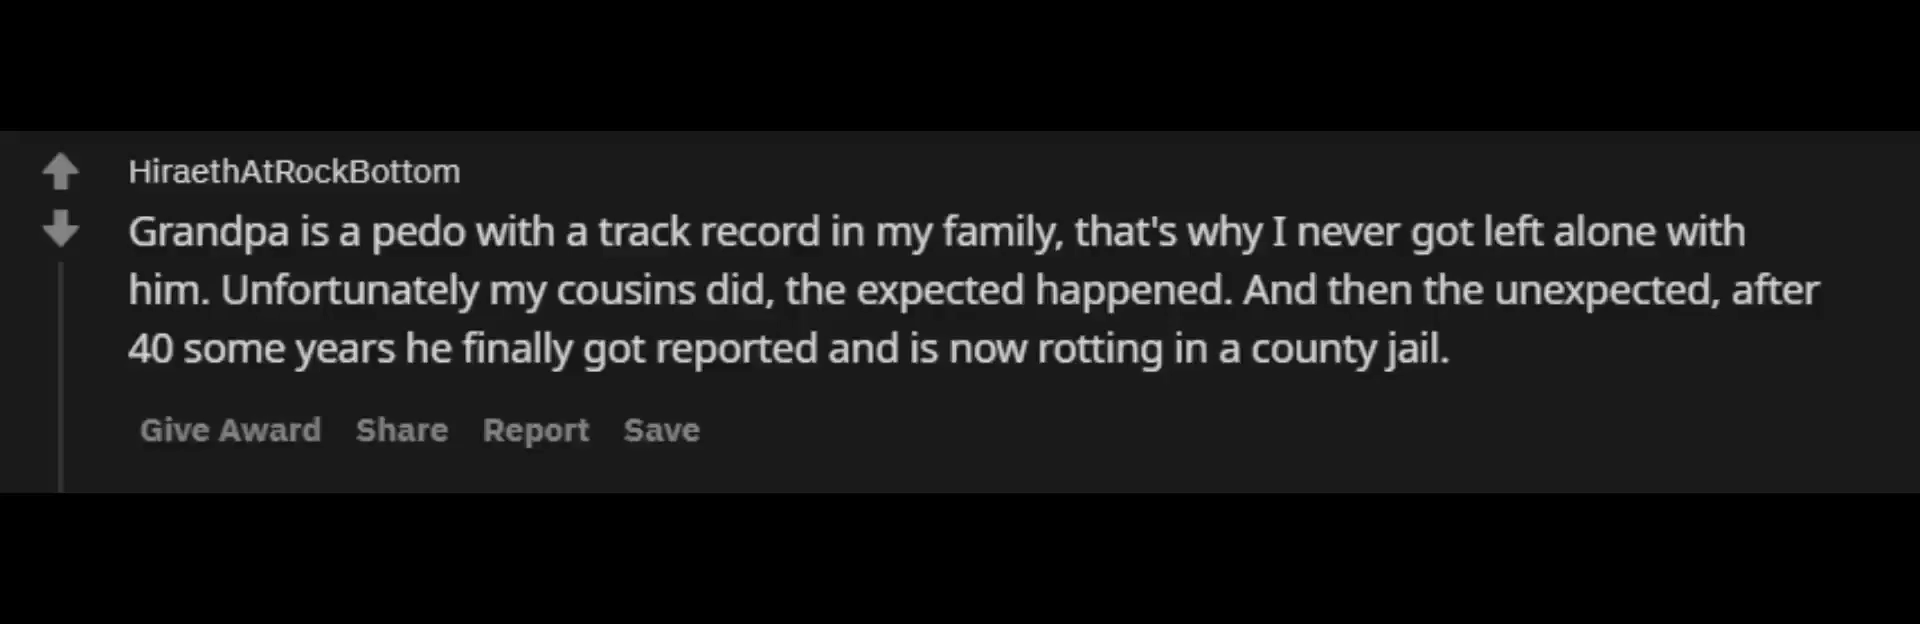 HiraethAtRockBottom
Grandpa is a pedo with a track record in my family, that's why I never got left alone with
him. Unfortunately my cousins did, the expected happened. And then the unexpected, after
40 some years he finally got reported and is now rotting in a county jail.
Give Award Share Report Save